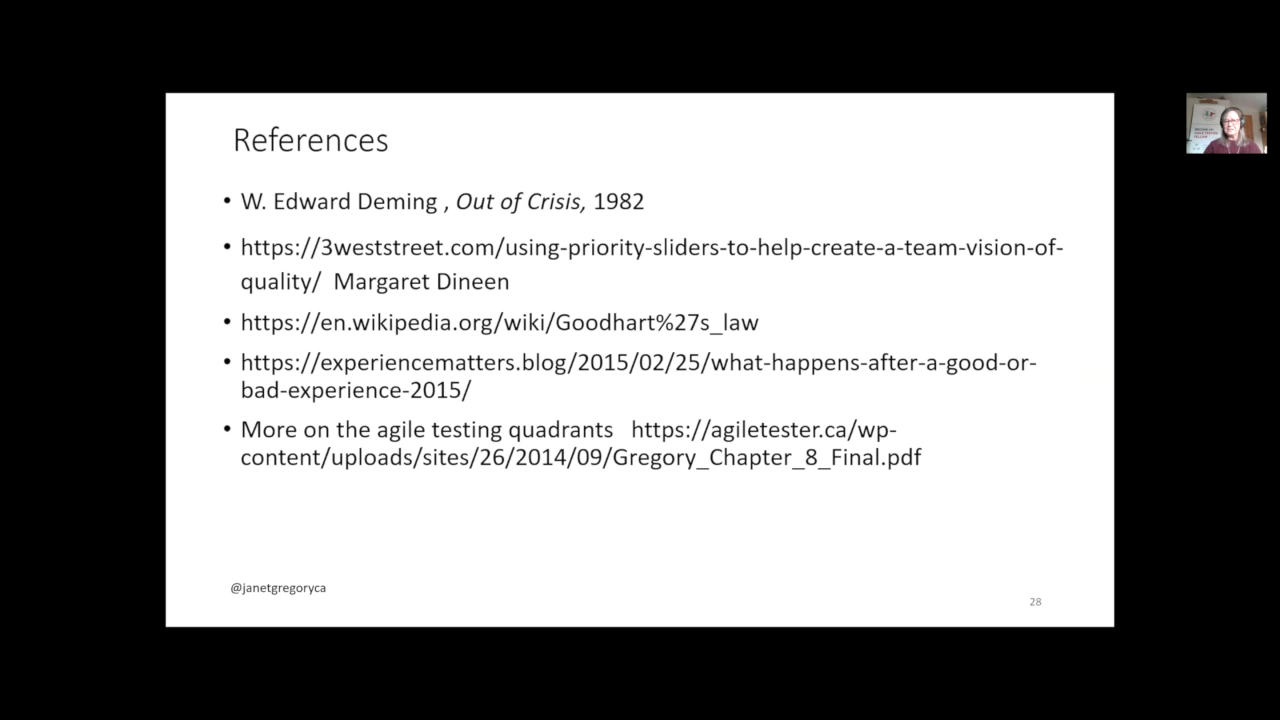 References
• W. Edward Deming , Out of Crisis, 1982
• https://3weststreet.com/using-priority-sliders-to-help-create-a-team-vision-of-
quality/ Margaret Dineen
• https://en.wikipedia.org/wiki/Goodhart%27s_law
• https://experiencematters.blog/2015/02/25/what-happens-after-a-good-or-
bad-experience-2015/
• More on the agile testing quadrants https://agiletester.ca/wp-
content/uploads/sites/26/2014/09/Gregory_Chapter_8_Final.pdf
@janetgregoryca
28